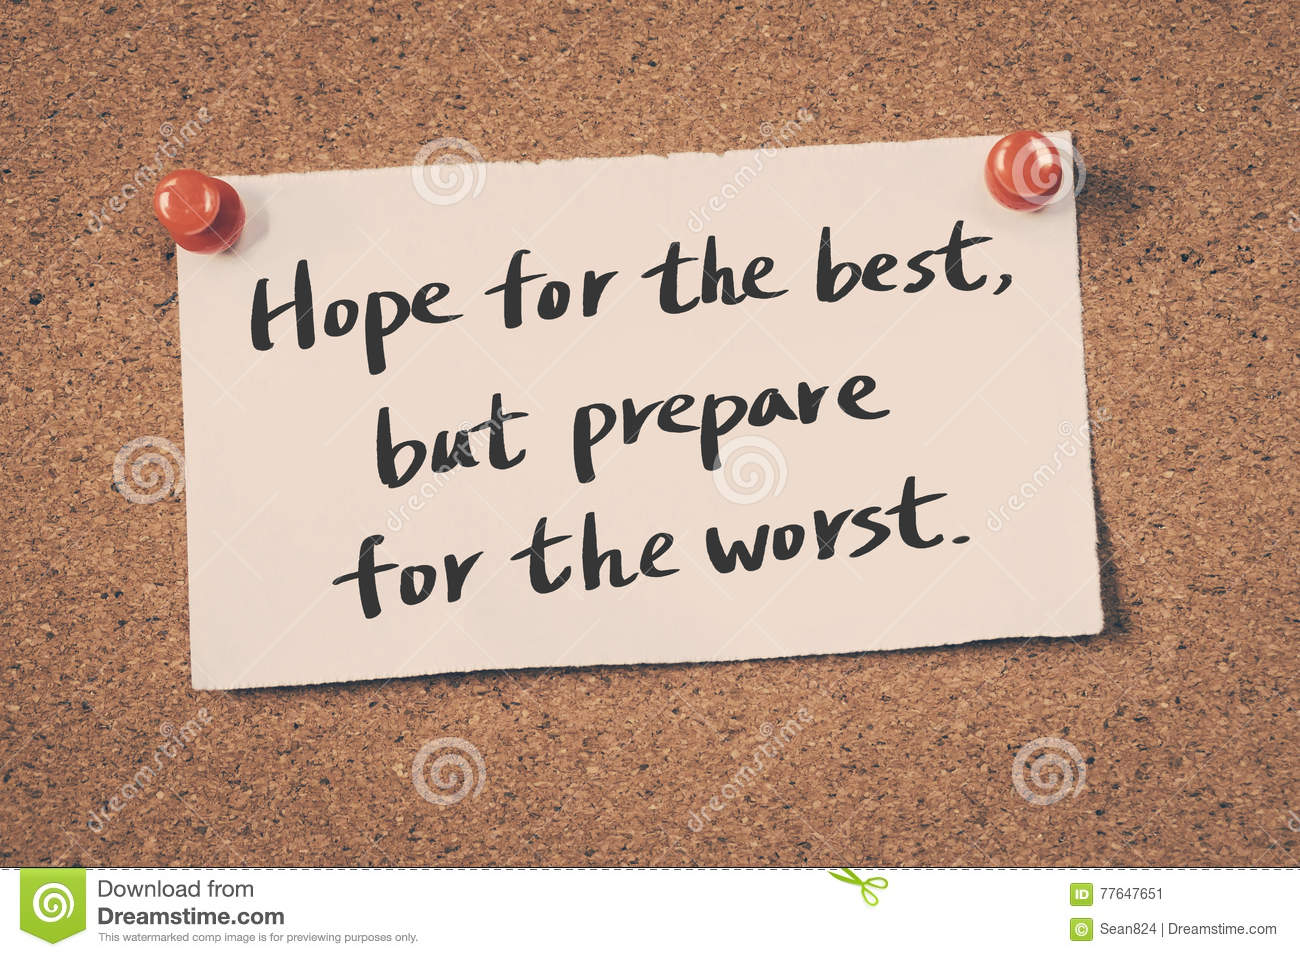 Hope for the best,
but prepare
for the worst.
dreamstime
dreamstime
dreamstime
dreamstime
dreamstime
dreamstime
Download from
Dreamstime.com
This watermarked comp image is for previewing purposes only.
ID 77647651
© Sean824 | Dreamstime.com